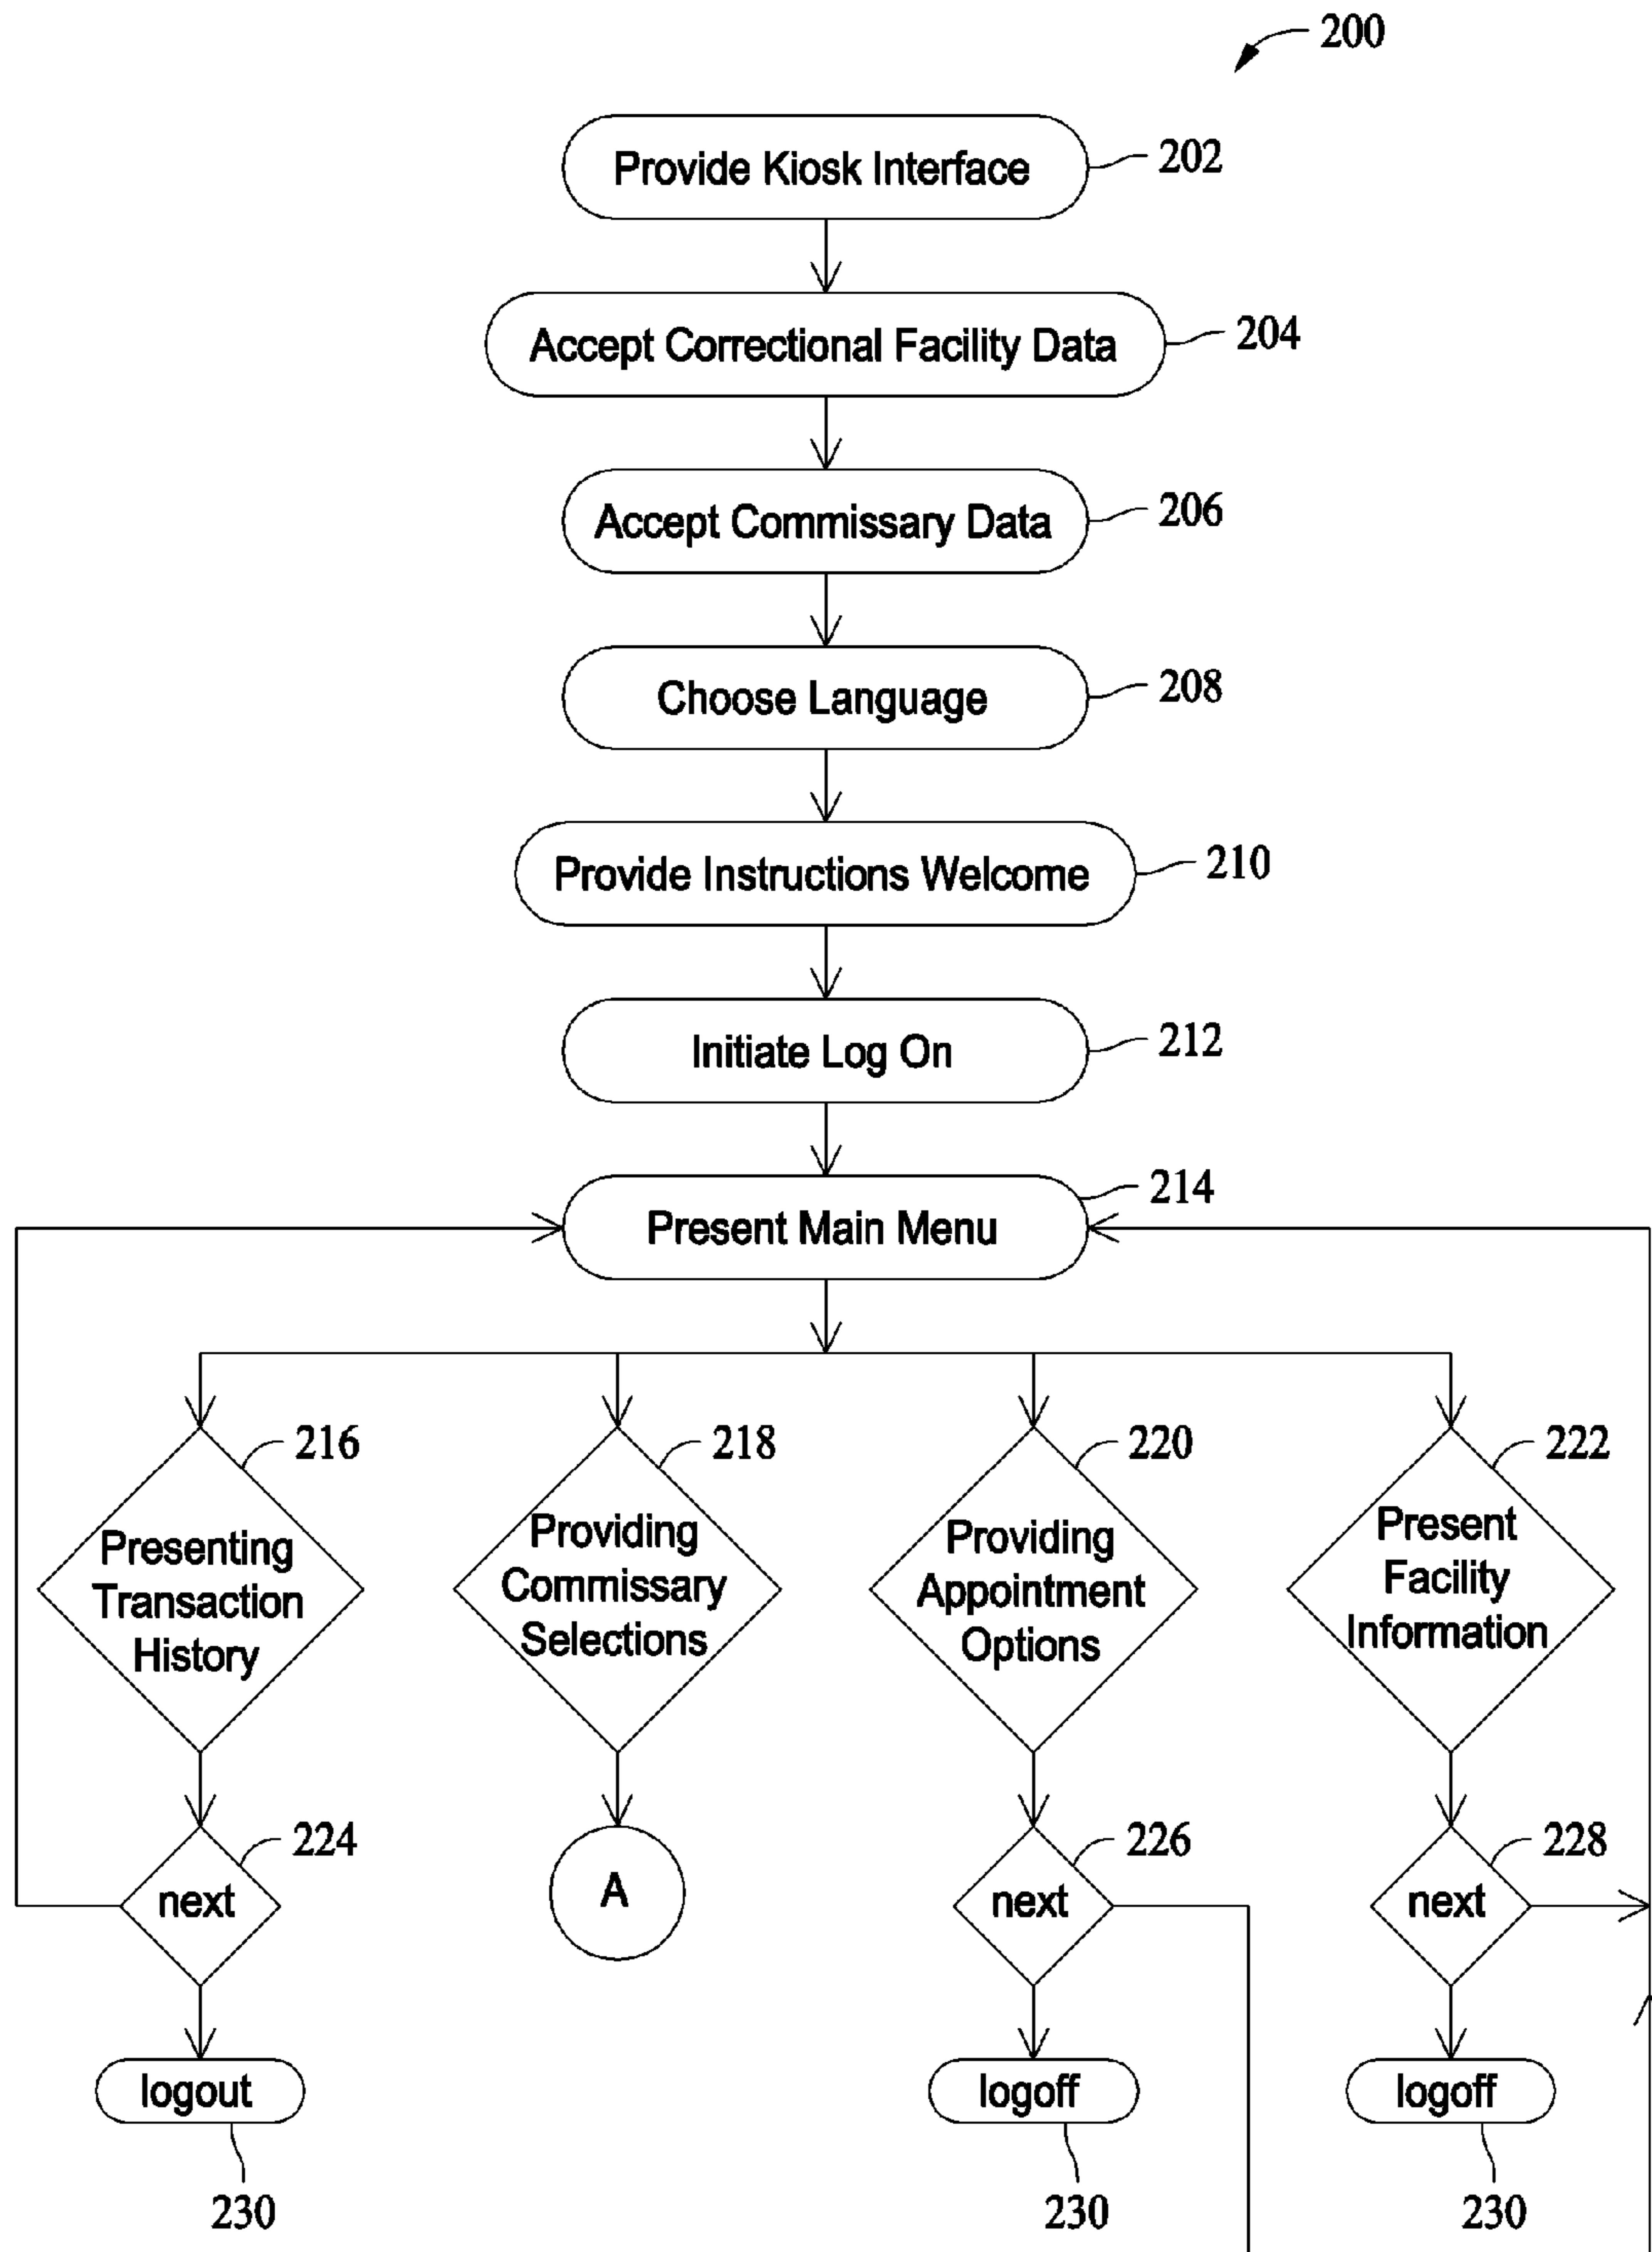 200
Provide Kiosk Interface
202
Accept Correctional Facility Data
204
Accept Commissary Data
206
Choose Language
208
Provide Instructions Welcome
210
Initiate Log On
212
Present Main Menu
214
216
Presenting
Transaction
History
218
Providing
Commissary
Selections
220
Providing
Appointment
Options
222
Present
Facility
Information
224
next
A
226
next
228
next
logout
230
logoff
230
logoff
230